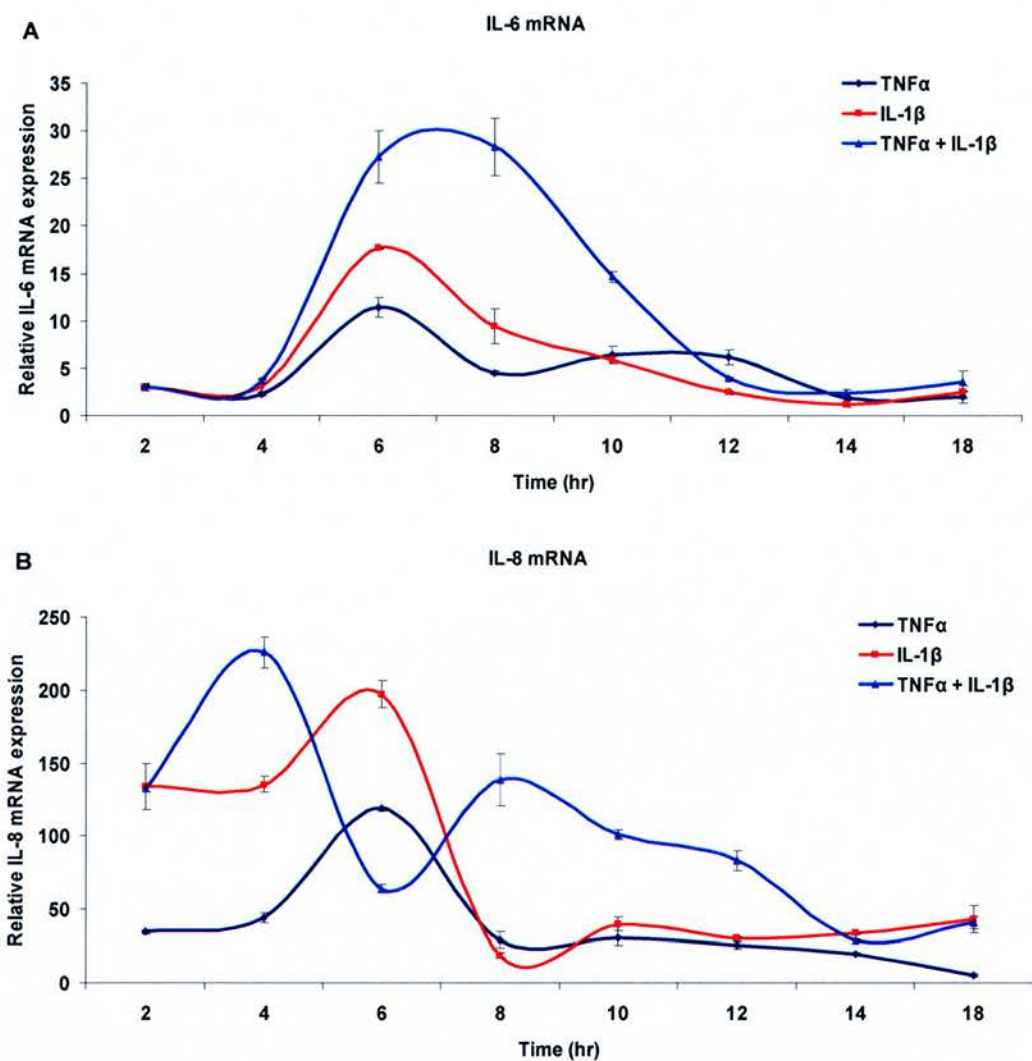 A
IL-6 mRNA
TNFα
IL-1β
TNFα + IL-1β
Relative IL-6 mRNA expression
35
30
25
20
15
10
5
0
2 4 6 8 10 12 14 18
Time (hr)
B
IL-8 mRNA
TNFα
IL-1β
TNFα + IL-1β
Relative IL-8 mRNA expression
250
200
150
100
50
0
2 4 6 8 10 12 14 18
Time (hr)